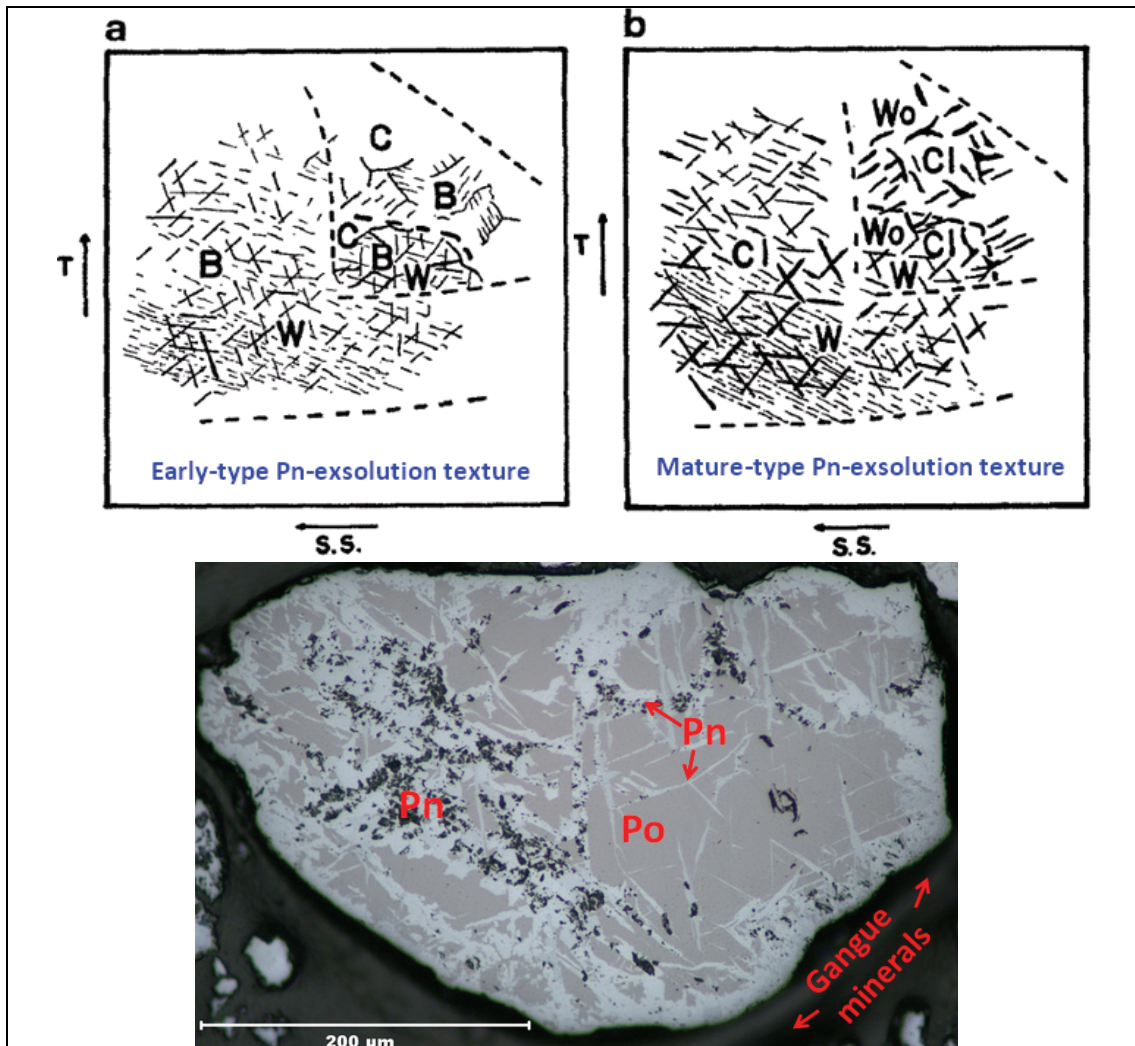 a
C
B
C
B
B
W
W
T
Early-type Pn-exsolution texture
S.S.
b
Wo
Cl
Wo
Cl
Cl
W
W
T
Mature-type Pn-exsolution texture
S.S.
Pn
Pn
Po
Gangue
minerals
200 µm